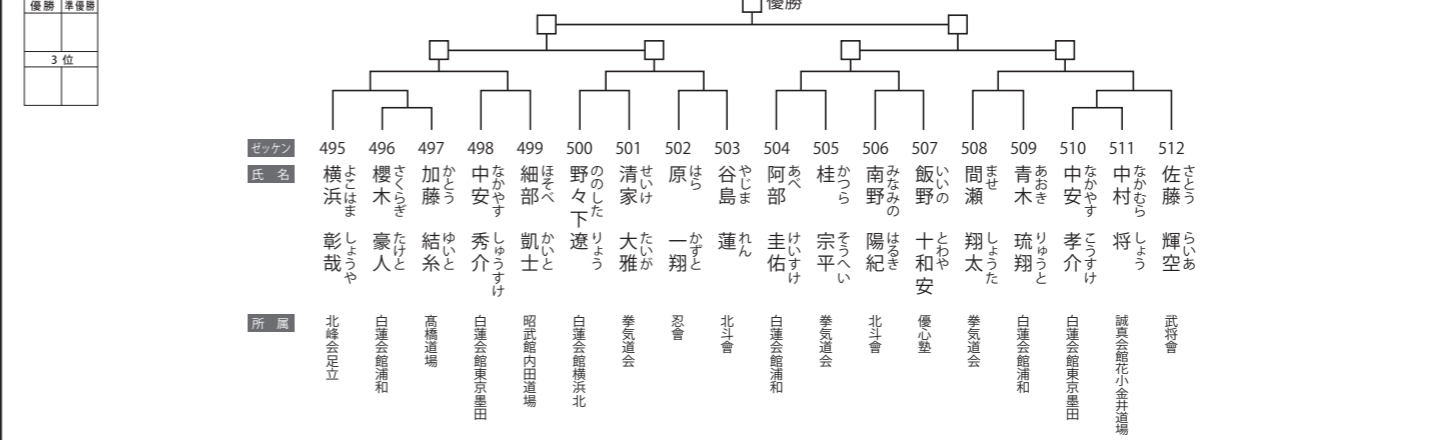 優勝
優勝 準優勝
3 位
ゼッケン 495 496 497 498 499 500 501 502 503 504 505 506 507 508 509 510 511 512
氏 名
横浜 彰哉 よこはま しょうや
櫻木 豪人 さくらぎ たけと
加藤 結糸 かとう ゆいと
中安 秀介 なかやす しゅうすけ
細部 凱士 ほそべ かいと
野々下 遼 ののした りょう
清家 大雅 せいけ たいが
原 一翔 はら かずと
谷島 蓮 やじま れん
阿部 圭佑 あべ けいすけ
桂 宗平 かつら そうへい
南野 陽紀 みなみの はるき
飯野 十和安 いいの とわや
間瀬 翔太 ませ しょうた
青木 琉翔 あおき りゅうと
中安 孝介 なかやす こうすけ
中村 将 なかむら しょう
佐藤 輝空 さとう らいあ
所 属
北峰会足立
白蓮会館浦和
髙橋道場
白蓮会館東京墨田
昭武館内田道場
白蓮会館横浜北
拳気道会
忍會
北斗會
白蓮会館浦和
拳気道会
北斗會
優心塾
拳気道会
白蓮会館浦和
白蓮会館東京墨田
誠真会館花小金井道場
武将會